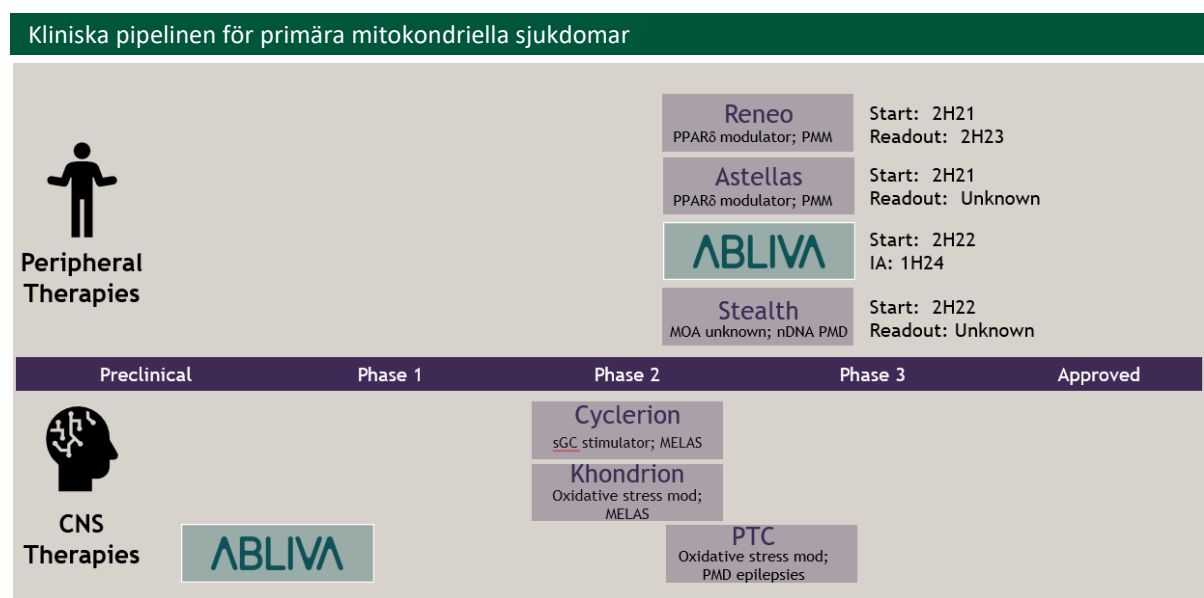 Kliniska pipelinen för primära mitokondriella sjukdomar
Reneo
PPARδ modulator; PMM
Start: 2H21
Readout: 2H23
Astellas
PPARδ modulator; PMM
Start: 2H21
Readout: Unknown
ABLIVA
Start: 2H22
IA: 1H24
Peripheral
Therapies
Stealth
MOA unknown; nDNA PMD
Start: 2H22
Readout: Unknown
Preclinical Phase 1 Phase 2 Phase 3 Approved
Cyclerion
sGC stimulator; MELAS
Khondrion
Oxidative stress mod;
MELAS
CNS
Therapies
ABLIVA
PTC
Oxidative stress mod;
PMD epilepsies